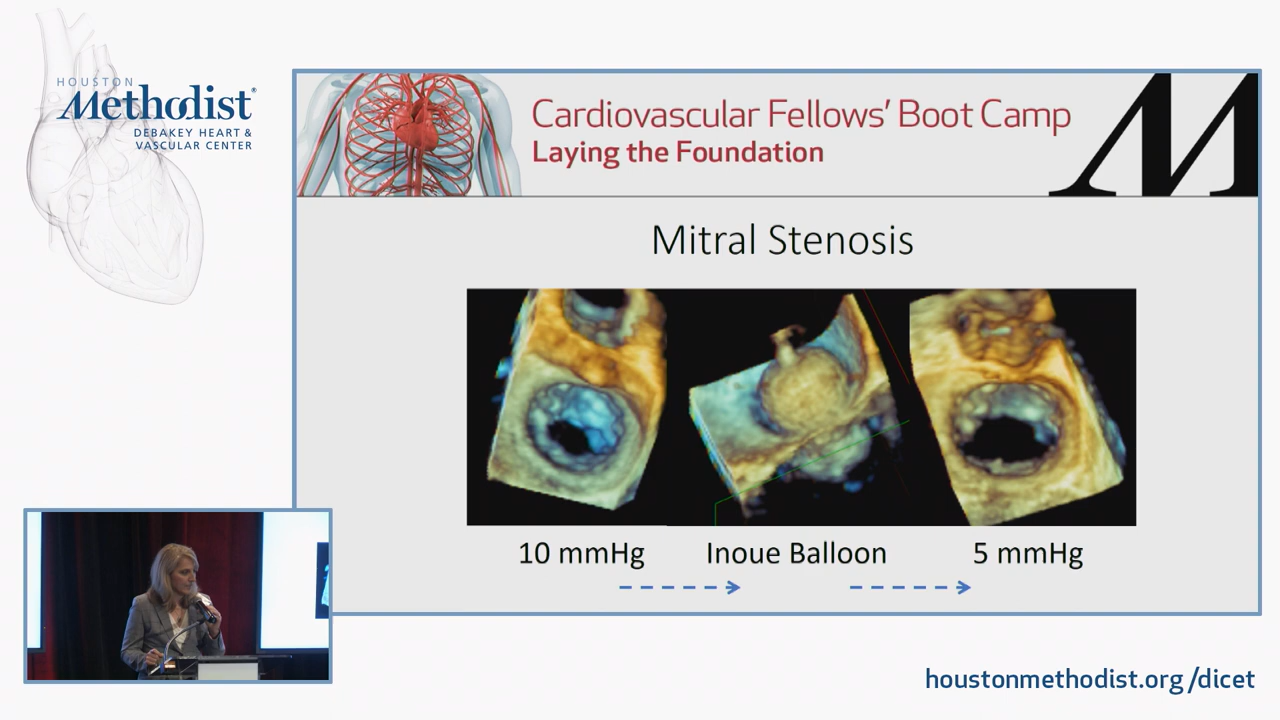 HOUSTON
Methodist®
DEBAKEY HEART &
VASCULAR CENTER
Cardiovascular Fellows' Boot Camp
Laying the Foundation
M
Mitral Stenosis
10 mmHg
Inoue Balloon
5 mmHg
houstonmethodist.org/dicet